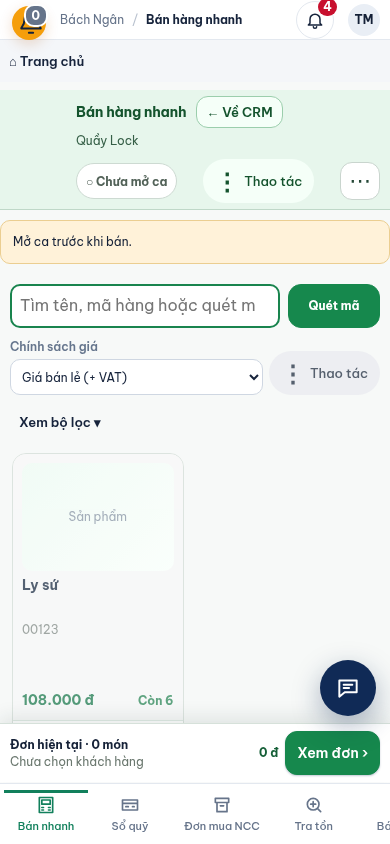 0
Bách Ngân / Bán hàng nhanh
4
TM
⌂ Trang chủ
Bán hàng nhanh
← Về CRM
Quầy Lock
○ Chưa mở ca
⋮ Thao tác
⋯
Mở ca trước khi bán.
Tìm tên, mã hàng hoặc quét m
Quét mã
Chính sách giá
Giá bán lẻ (+ VAT)
⋮ Thao tác
Xem bộ lọc ▾
Sản phẩm
Ly sứ
00123
108.000 đ
Còn 6
Đơn hiện tại · 0 món
Chưa chọn khách hàng
0 đ
Xem đơn ›
Bán nhanh
Sổ quỹ
Đơn mua NCC
Tra tồn
Bá